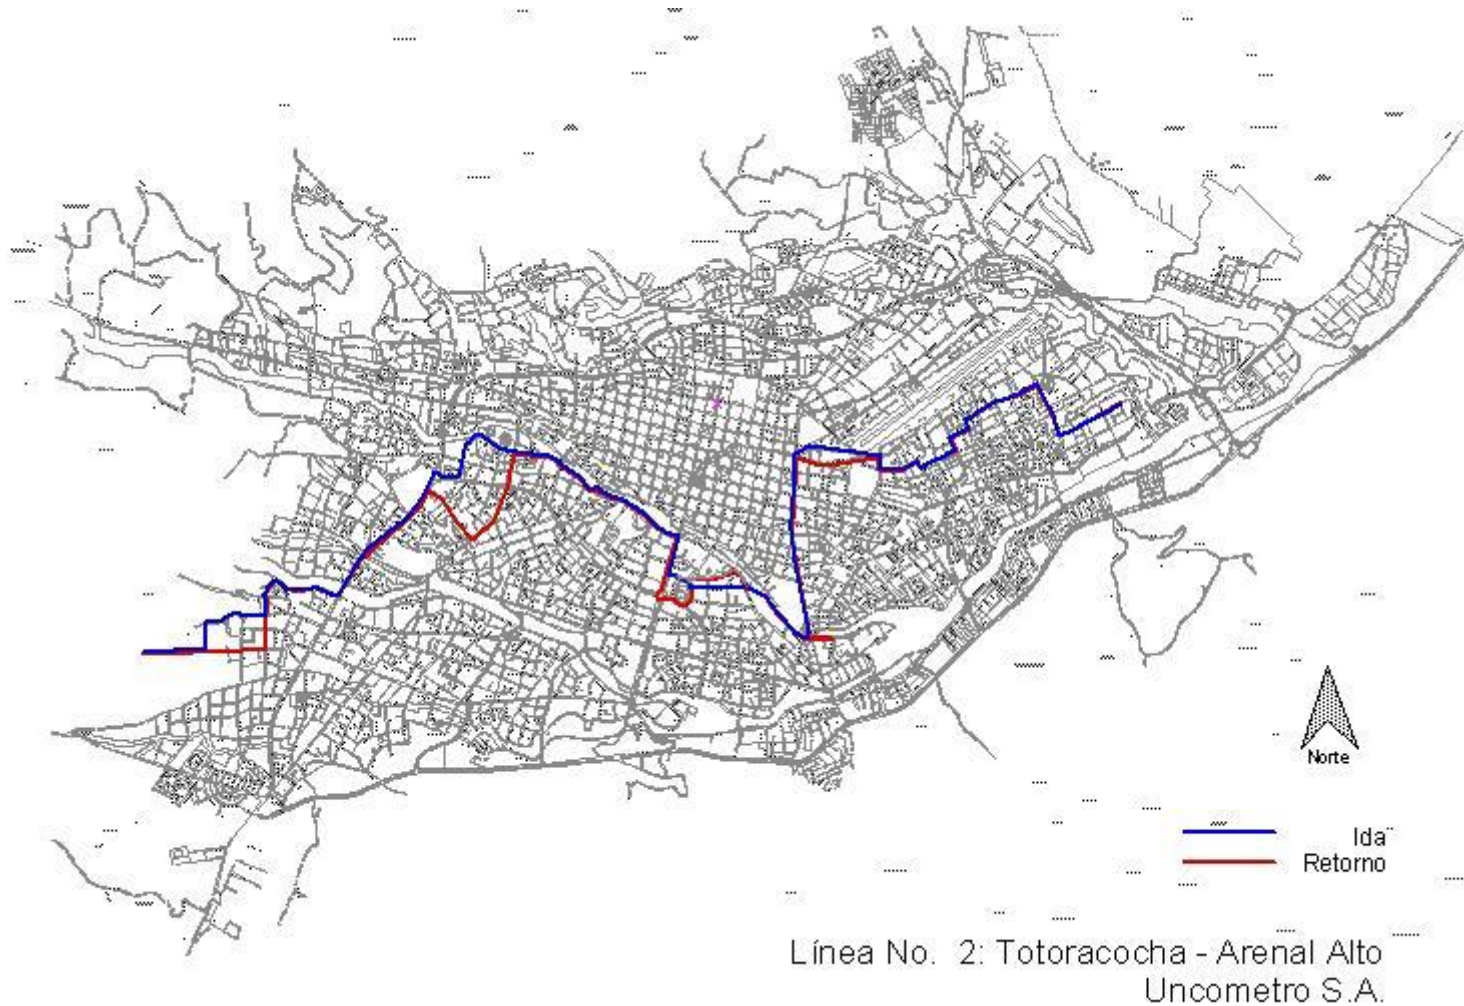 Norte
Ida
Retorno
Línea No. 2: Totoracocha - Arenal Alto
Uncometro S.A.